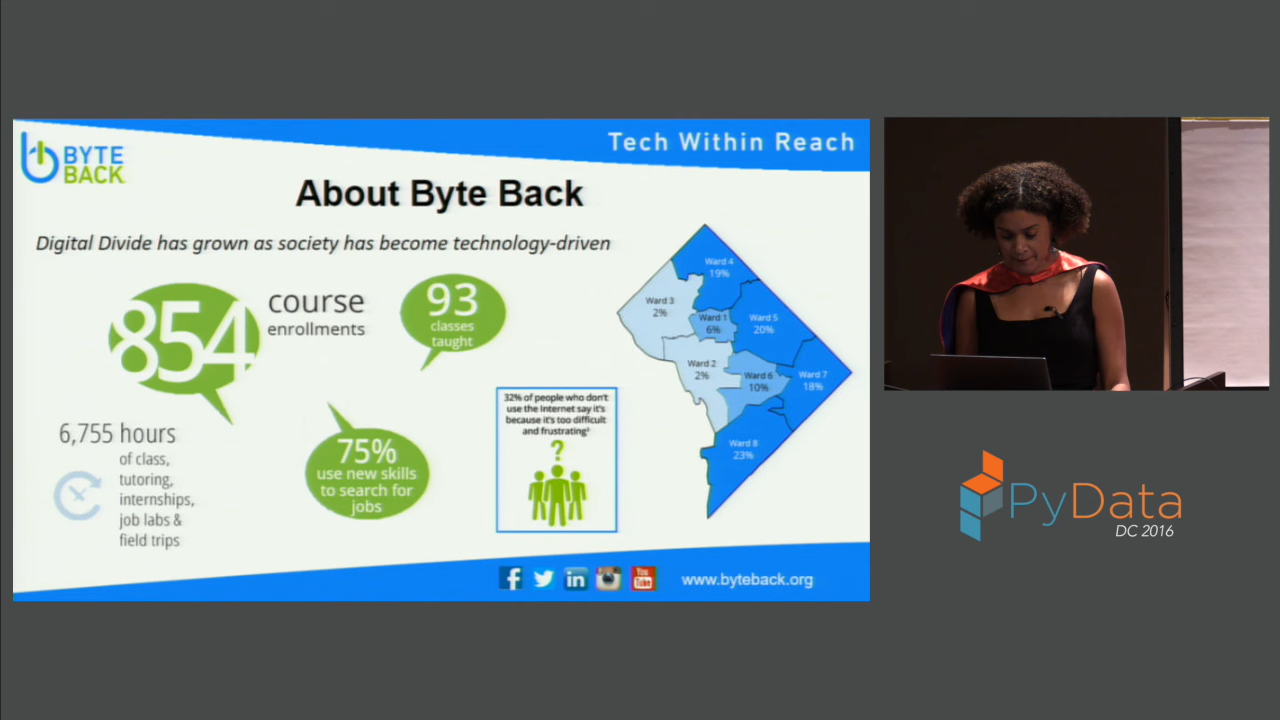 Tech Within Reach
BYTE
BACK
About Byte Back
Digital Divide has grown as society has become technology-driven
854
course
enrollments
93
classes
taught
6,755 hours
of class,
tutoring,
internships,
job labs &
field trips
75%
use new skills
to search for
jobs
32% of people who don't
use the Internet say it's
because it's too difficult
and frustrating²
?
Ward 4
19%
Ward 3
2%
Ward 1
6%
Ward 5
20%
Ward 2
2%
Ward 6
10%
Ward 7
18%
Ward 8
23%
You
Tube
www.byteback.org
PyData
DC 2016